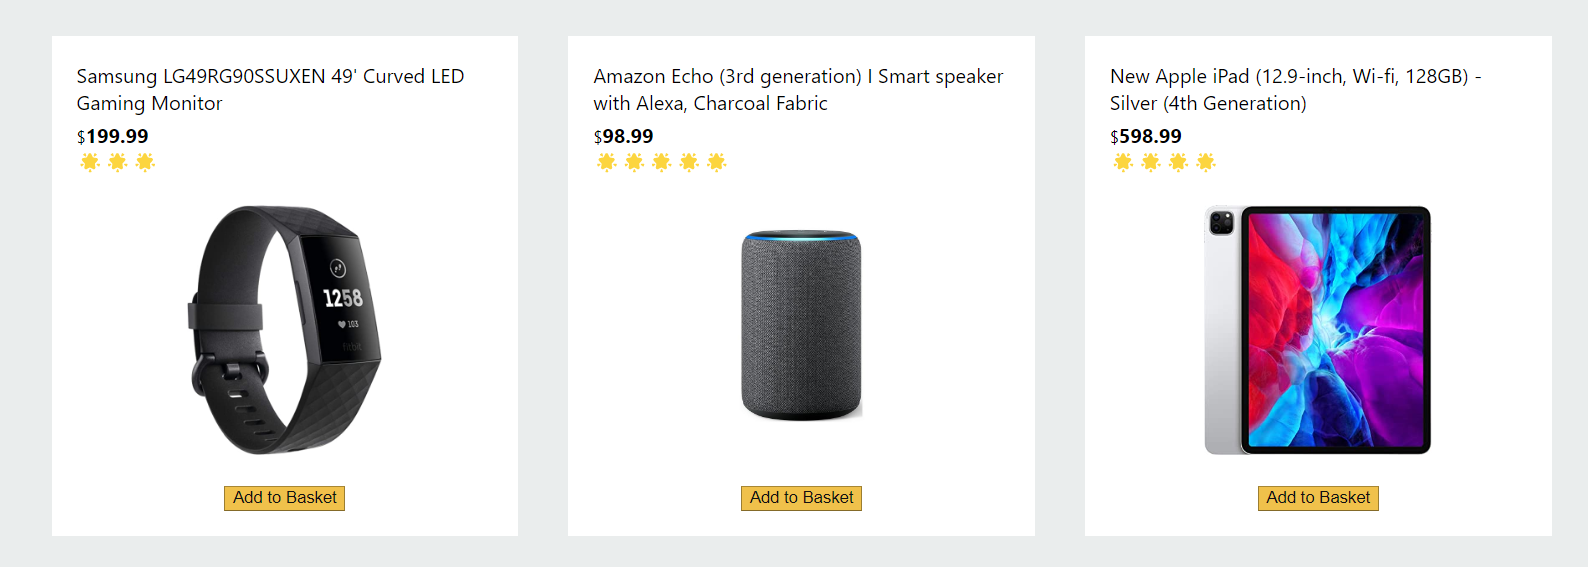 Samsung LG49RG90SSUXEN 49' Curved LED
Gaming Monitor
$199.99
1258
103
fitbit
Add to Basket
Amazon Echo (3rd generation) I Smart speaker
with Alexa, Charcoal Fabric
$98.99
Add to Basket
New Apple iPad (12.9-inch, Wi-fi, 128GB) -
Silver (4th Generation)
$598.99
Add to Basket